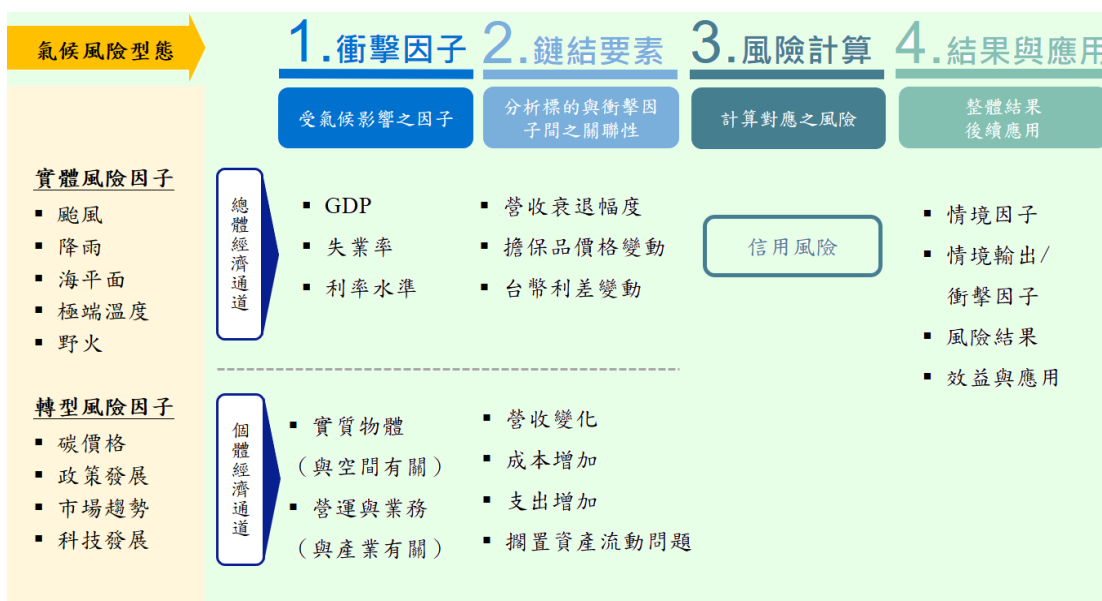 氣候風險型態
1.衝擊因子
2.鏈結要素
3.風險計算
4.結果與應用
受氣候影響之因子
分析標的與衝擊因
子間之關聯性
計算對應之風險
整體結果
後續應用
實體風險因子
▪ 颱風
▪ 降雨
▪ 海平面
▪ 極端溫度
▪ 野火
轉型風險因子
▪ 碳價格
▪ 政策發展
▪ 市場趨勢
▪ 科技發展
總體經濟通道
▪ GDP
▪ 失業率
▪ 利率水準
▪ 營收衰退幅度
▪ 擔保品價格變動
▪ 台幣利差變動
個體經濟通道
▪ 實質物體
（與空間有關）
▪ 營運與業務
（與產業有關）
▪ 營收變化
▪ 成本增加
▪ 支出增加
▪ 擱置資產流動問題
信用風險
▪ 情境因子
▪ 情境輸出/
衝擊因子
▪ 風險結果
▪ 效益與應用